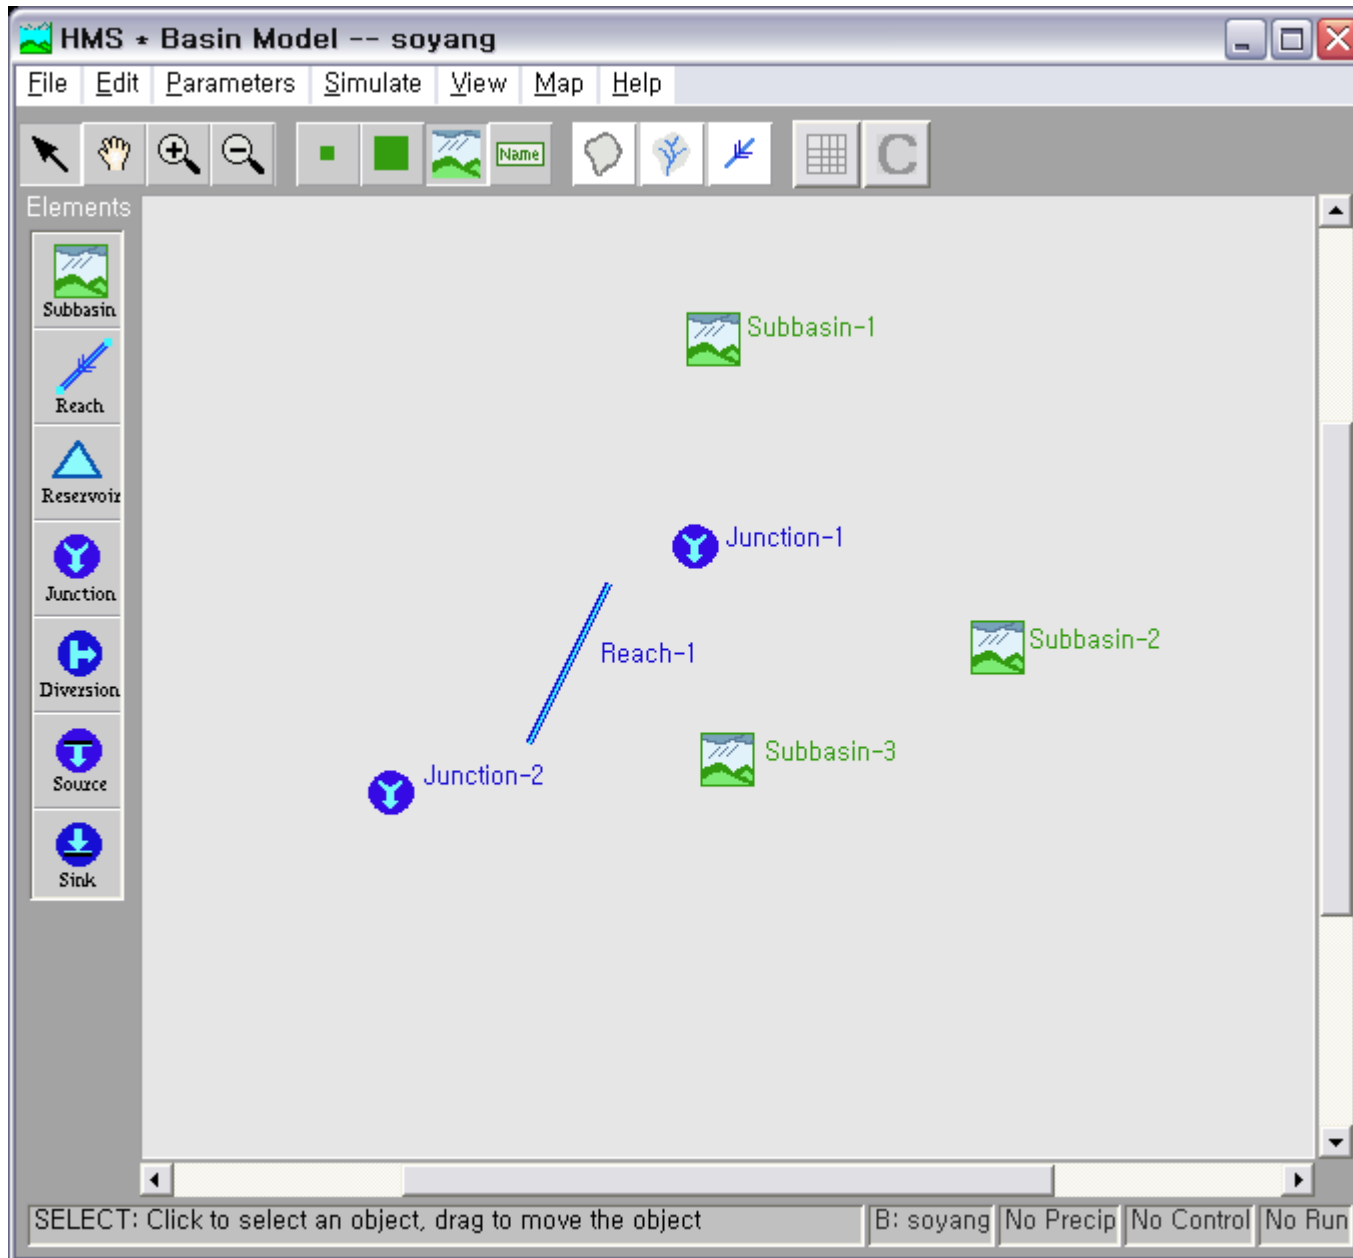 HMS * Basin Model -- soyang
File Edit Parameters Simulate View Map Help
Name C
Elements
Subbasin
Reach
Reservoir
Junction
Diversion
Source
Sink
Subbasin-1
Junction-1
Subbasin-2
Reach-1
Subbasin-3
Junction-2
SELECT: Click to select an object, drag to move the object B: soyang No Precip No Control No Run